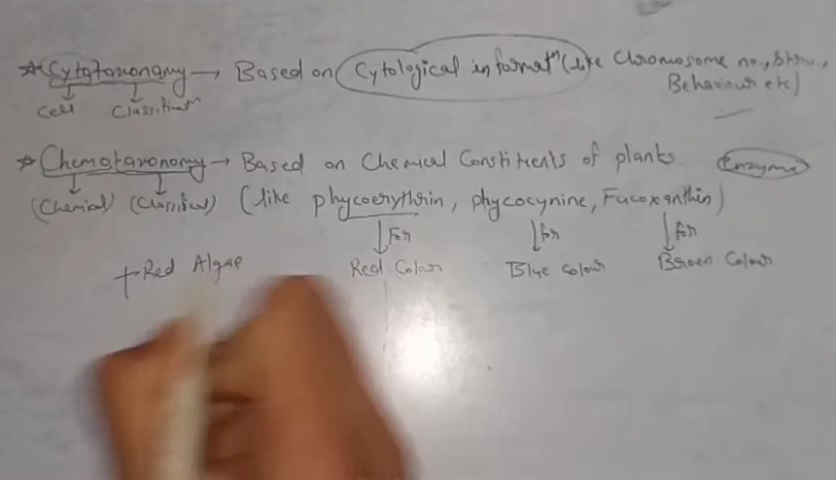 *Cytotaxonomy → Based on Cytological informatⁿ (like Chromosome no., Stru.,
Behaviour etc)
Cell Classificatⁿ
*Chemotaxonomy → Based on Chemical Constituents of plants Enzyme
(Chemical) (Classificat) (like phycoerythrin, phycocynine, Fucoxanthin)
For for for
Red Algae Red Colour Blue Colour Brown Colour